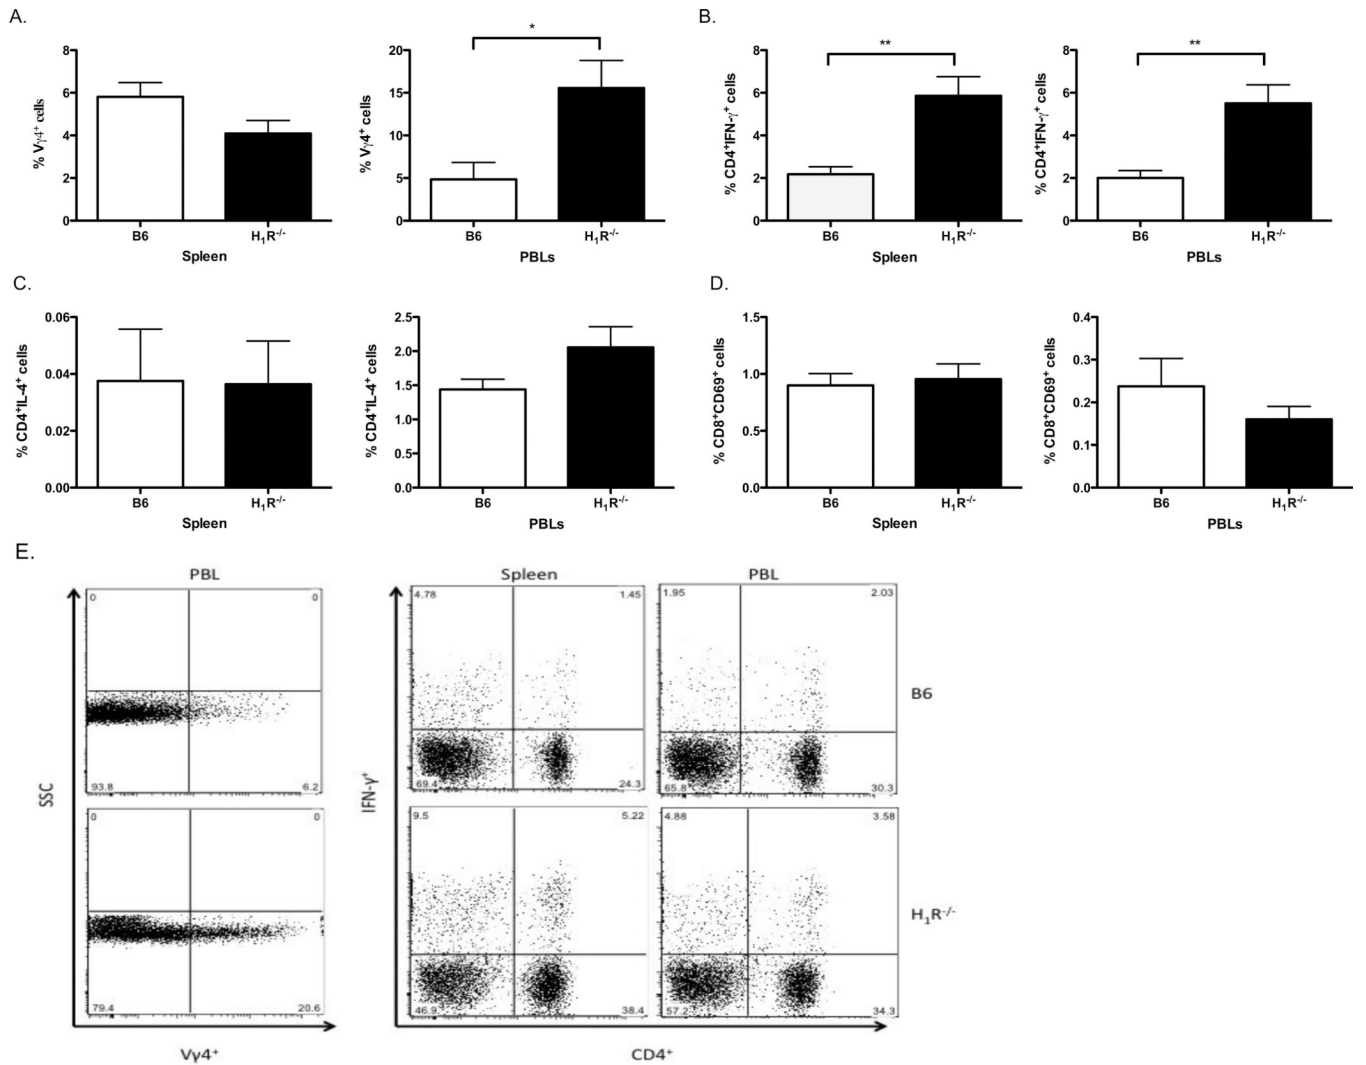 A.
B.
% Vγ4⁺ cells
8
6
4
2
0
B6
H₁R⁻/⁻
Spleen
% Vγ4⁺ cells
20
15
10
5
0
*
B6
H₁R⁻/⁻
PBLs
% CD4⁺IFN-γ⁺ cells
8
6
4
2
0
**
B6
H₁R⁻/⁻
Spleen
% CD4⁺IFN-γ⁺ cells
8
6
4
2
0
**
B6
H₁R⁻/⁻
PBLs
C.
D.
% CD4⁺IL-4⁺ cells
0.06
0.04
0.02
0.00
B6
H₁R⁻/⁻
Spleen
% CD4⁺IL-4⁺ cells
2.5
2.0
1.5
1.0
0.5
0.0
B6
H₁R⁻/⁻
PBLs
% CD8⁺CD69⁺ cells
1.5
1.0
0.5
0.0
B6
H₁R⁻/⁻
Spleen
% CD8⁺CD69⁺ cells
0.4
0.3
0.2
0.1
0.0
B6
H₁R⁻/⁻
PBLs
E.
PBL
Spleen
PBL
0
0
4.78
1.45
1.95
2.03
B6
93.8
6.2
69.4
24.3
65.8
30.3
SSC
IFN-γ⁺
0
0
9.5
5.22
4.88
3.58
H₁R⁻/⁻
79.4
20.6
46.9
38.4
57.2
34.3
Vγ4⁺
CD4⁺